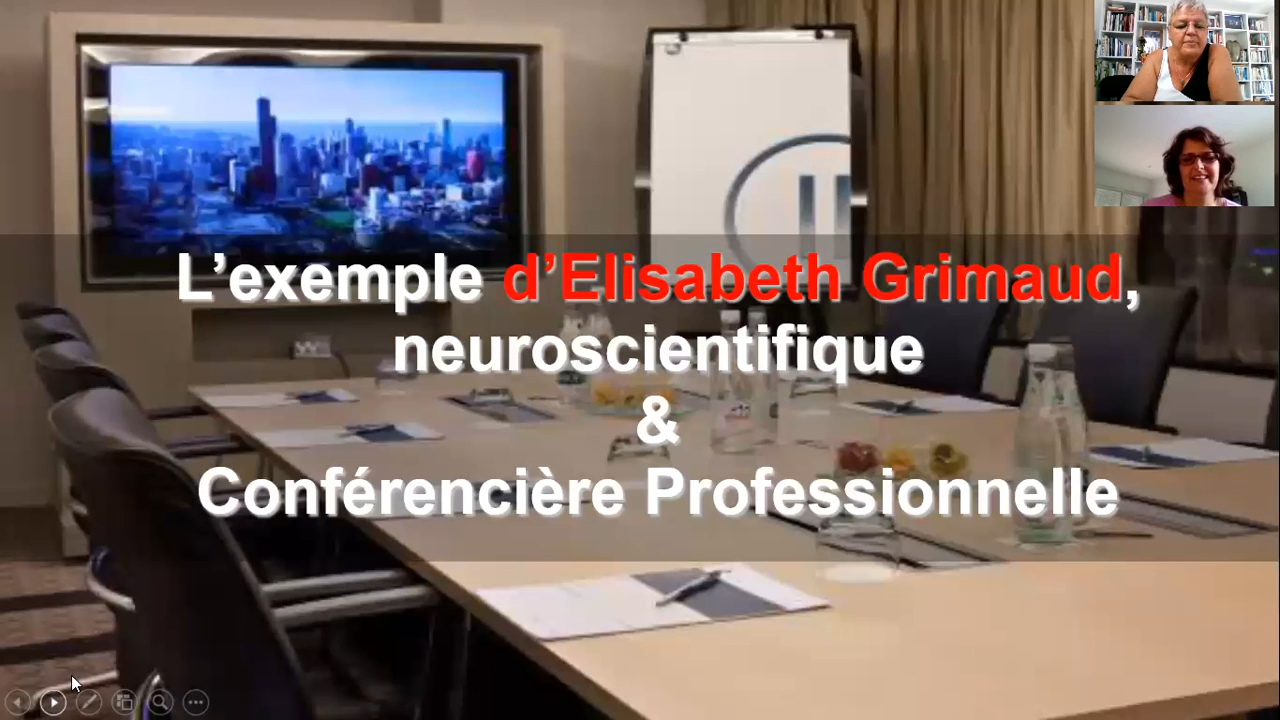 L’exemple d’Elisabeth Grimaud,
neuroscientifique
&
Conférencière Professionnelle